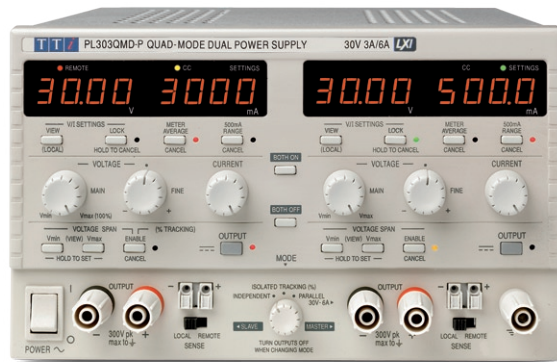 TTi PL303QMD-P QUAD-MODE DUAL POWER SUPPLY 30V 3A/6A LXI
REMOTE CC SETTINGS
30.00 V 3000 mA
CC SETTINGS
30.00 V 500.0 mA
V/I SETTINGS
VIEW
(LOCAL)
LOCK
HOLD TO CANCEL
METER
AVERAGE
CANCEL
500mA
RANGE
CANCEL
V/I SETTINGS
VIEW
(LOCAL)
LOCK
HOLD TO CANCEL
METER
AVERAGE
CANCEL
500mA
RANGE
CANCEL
BOTH ON
VOLTAGE
CURRENT
MAIN
FINE
Vmin
Vmax (100%)
- +
VOLTAGE
CURRENT
MAIN
FINE
Vmin
Vmax
- +
BOTH OFF
VOLTAGE SPAN
(% TRACKING)
Vmin (VIEW) Vmax
HOLD TO SET
ENABLE
CANCEL
OUTPUT
MODE
VOLTAGE SPAN
Vmin (VIEW) Vmax
HOLD TO SET
ENABLE
CANCEL
OUTPUT
I
O
POWER
OUTPUT
- +
300V pk
max to
- +
LOCAL REMOTE
SENSE
ISOLATED TRACKING (%)
INDEPENDENT
PARALLEL
30V- 6A
SLAVE
MASTER
TURN OUTPUTS OFF
WHEN CHANGING MODE
OUTPUT
- +
300V pk
max to
- +
LOCAL REMOTE
SENSE